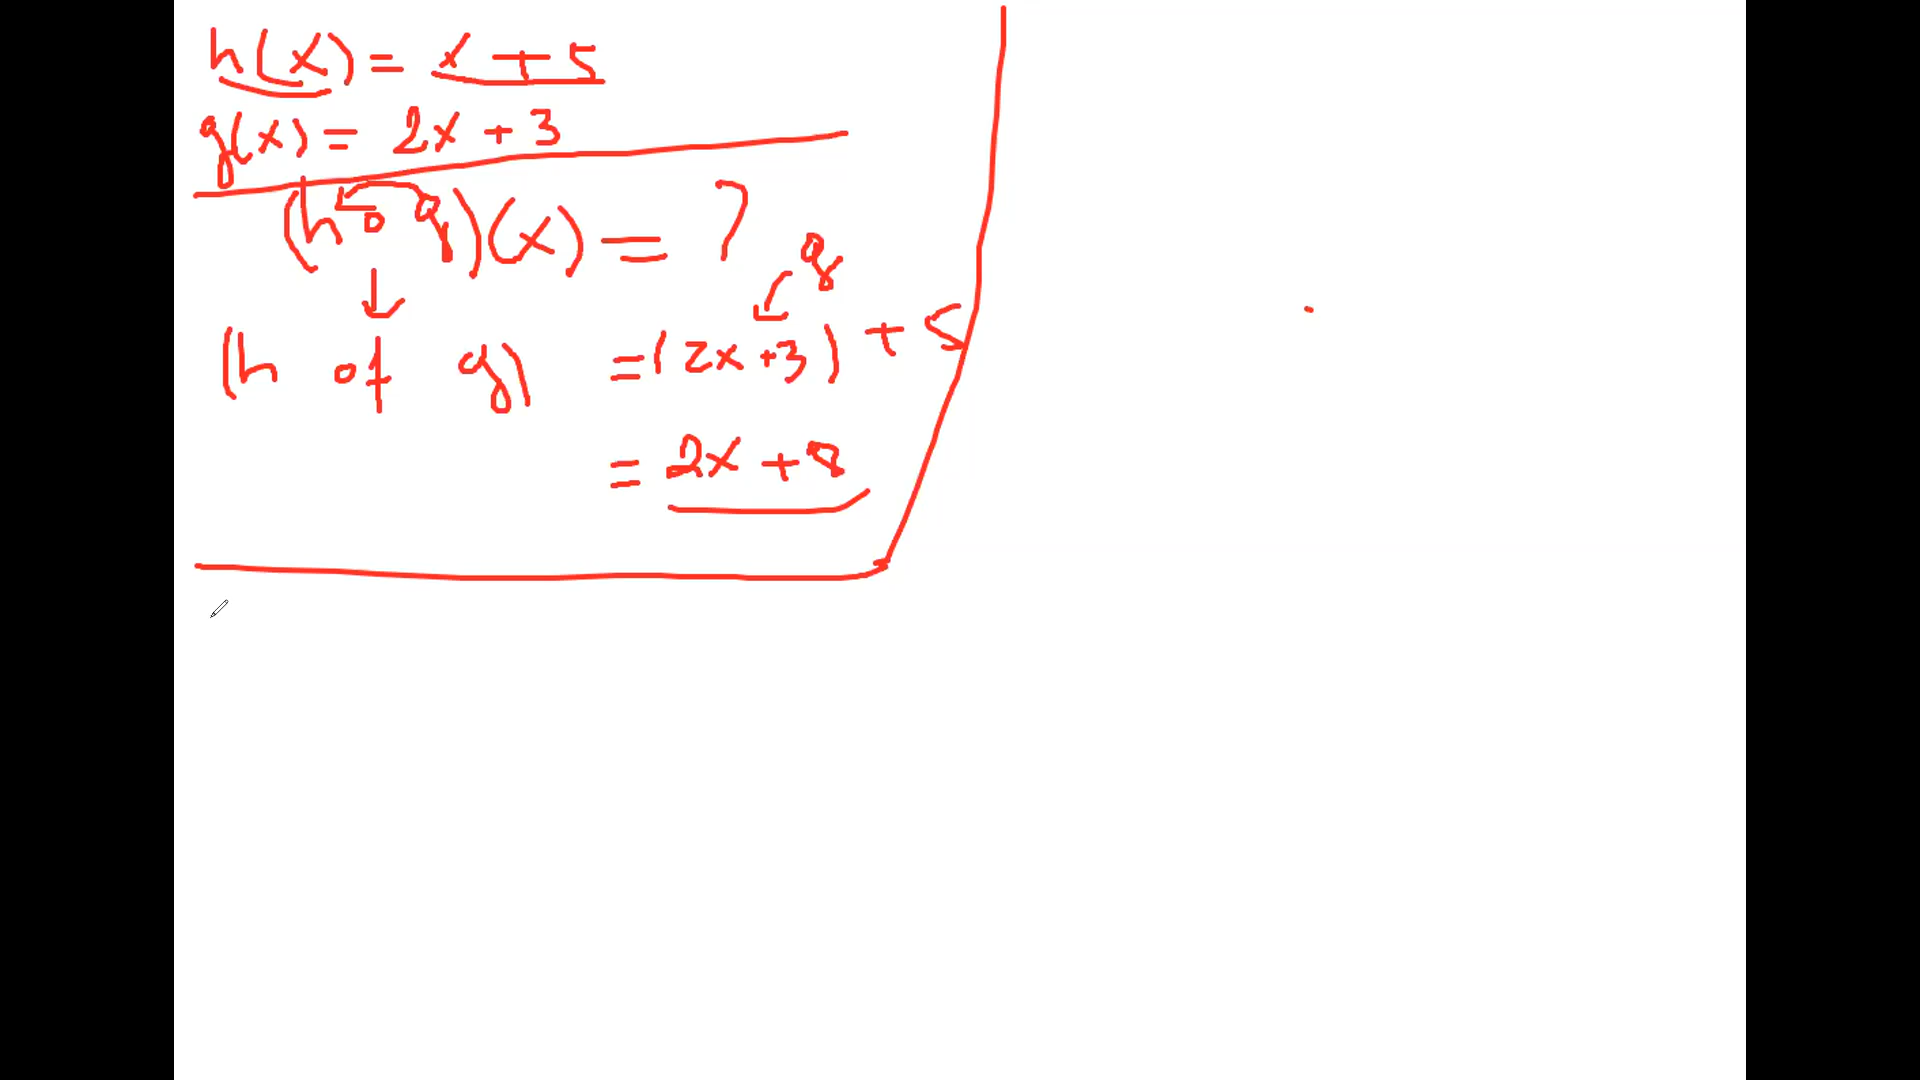 h(x) = x + 5
g(x) = 2x + 3
(h o g)(x) = ?
g
(h of g) = (2x + 3) + 5
= 2x + 8